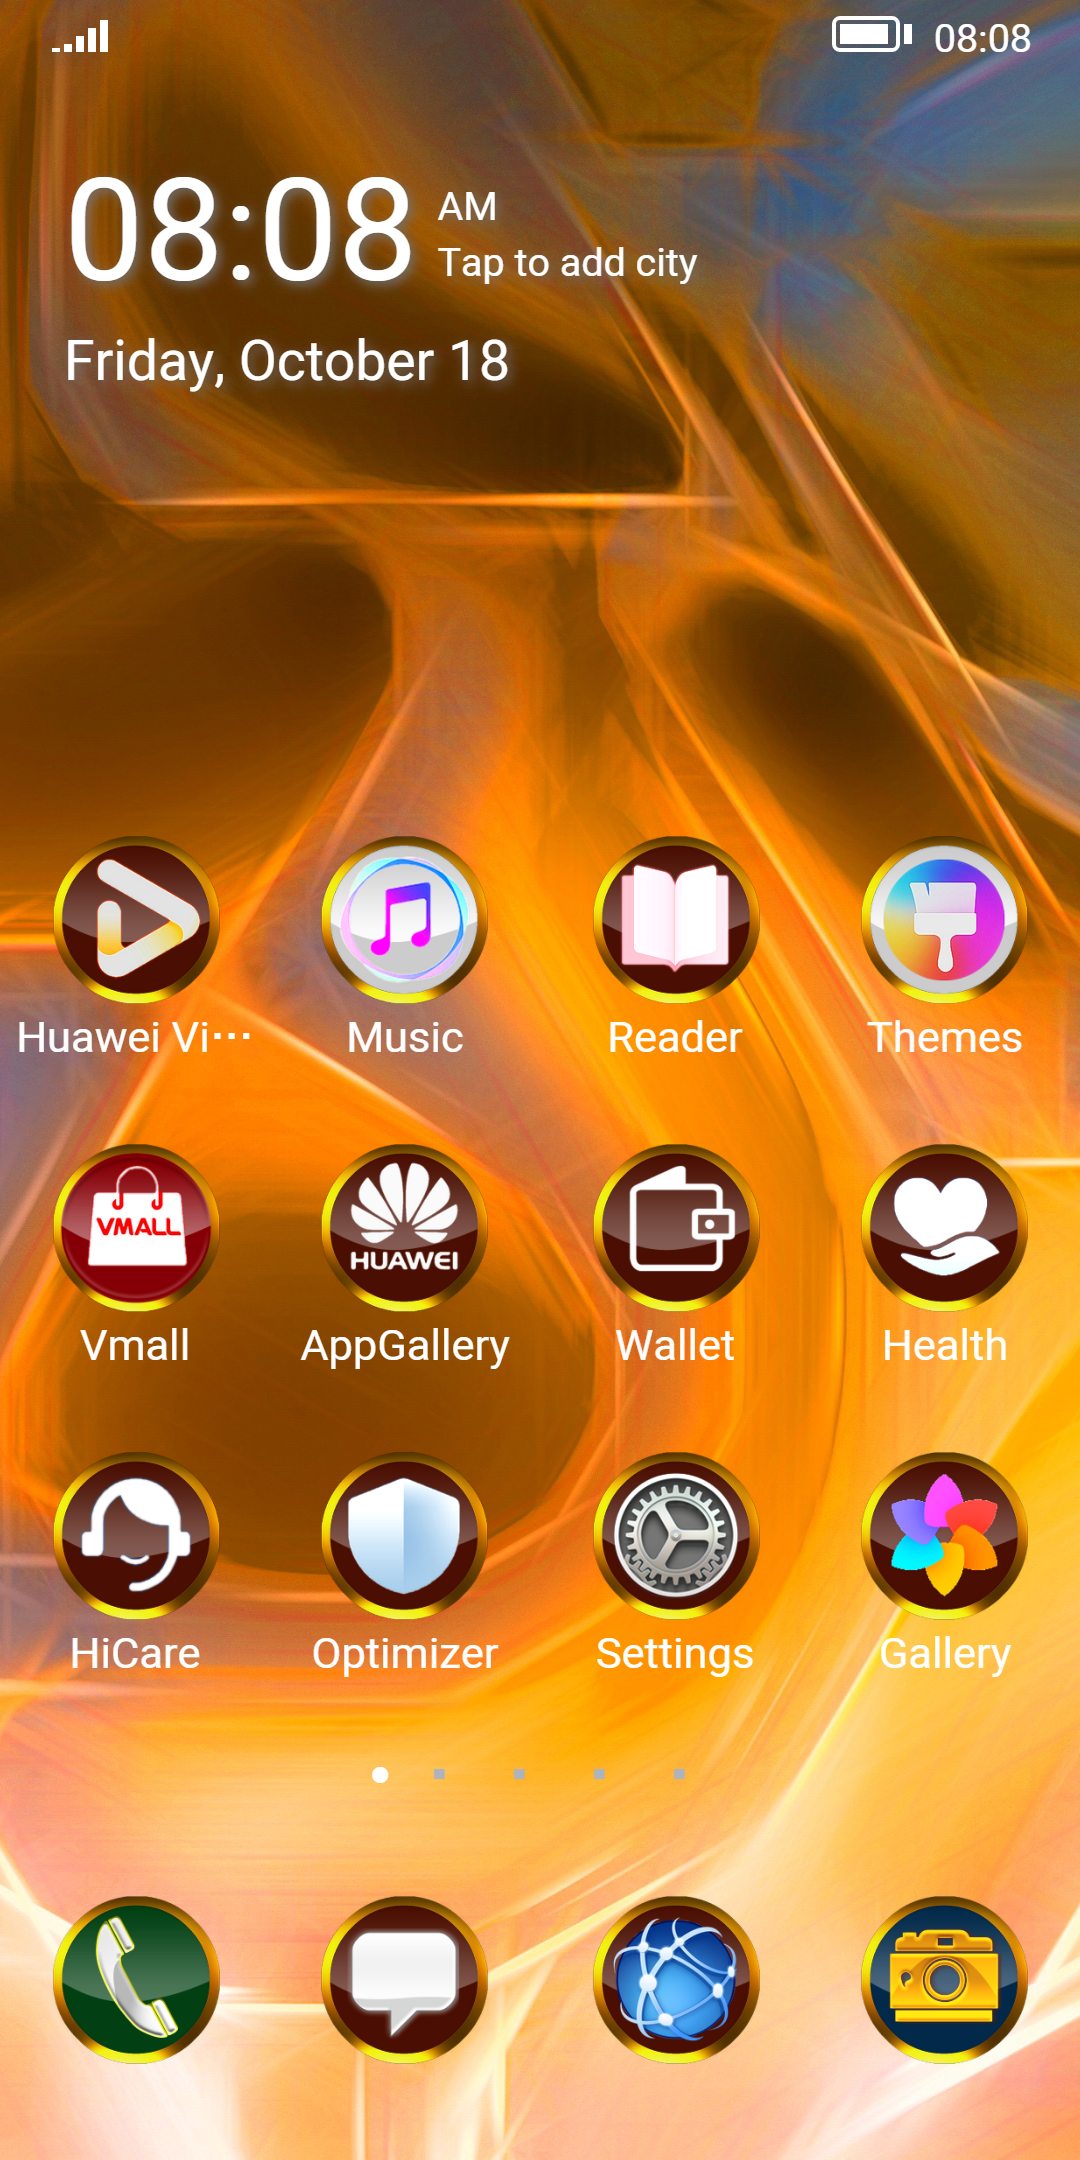 08:08
08:08 AM
Tap to add city
Friday, October 18
Huawei Vi···
Music
Reader
Themes
VMALL
HUAWEI
Vmall
AppGallery
Wallet
Health
HiCare
Optimizer
Settings
Gallery